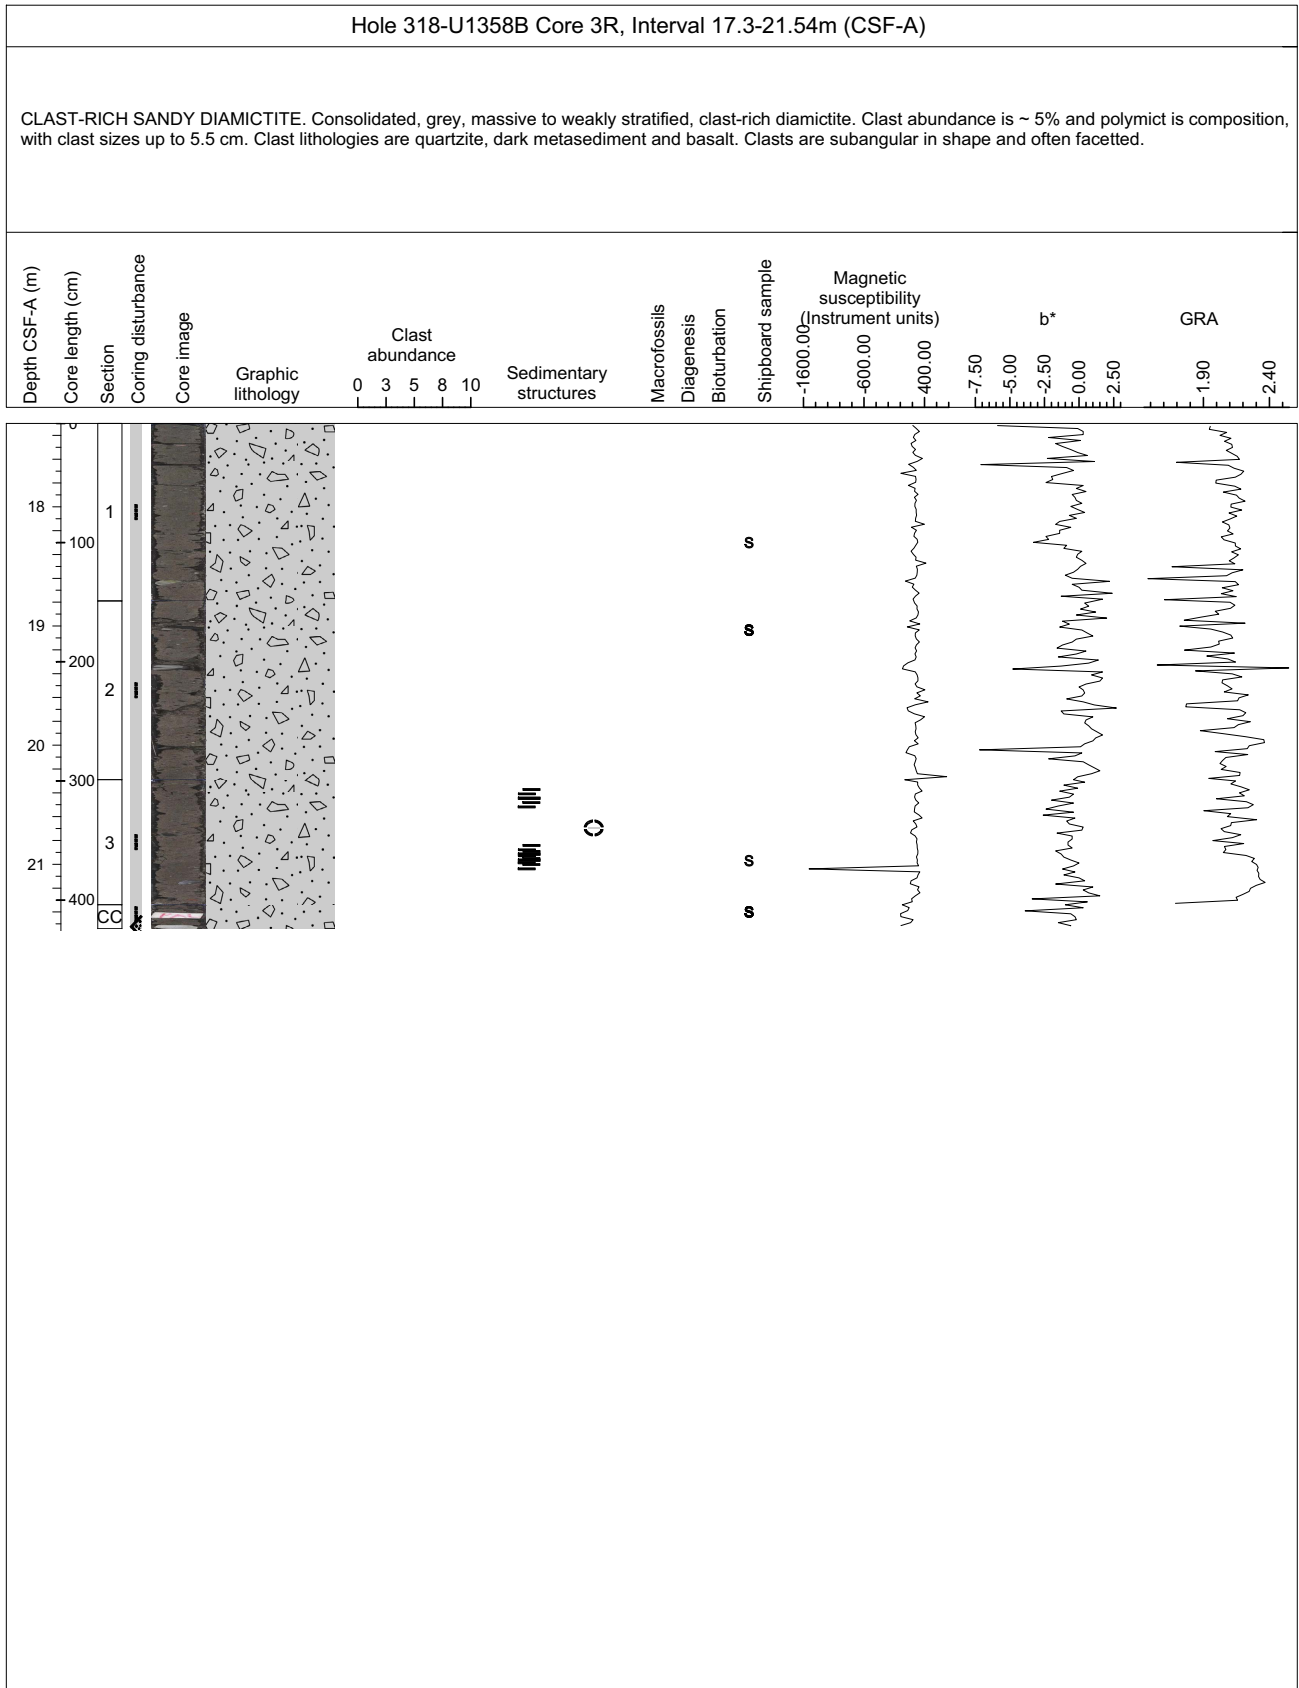 Hole 318-U1358B Core 3R, Interval 17.3-21.54m (CSF-A)
CLAST-RICH SANDY DIAMICTITE. Consolidated, grey, massive to weakly stratified, clast-rich diamictite. Clast abundance is ~ 5% and polymict is composition,
with clast sizes up to 5.5 cm. Clast lithologies are quartzite, dark metasediment and basalt. Clasts are subangular in shape and often facetted.
Depth CSF-A (m)
Core length (cm)
Section
Coring disturbance
Core image
Graphic
lithology
Clast
abundance
0 3 5 8 10
Sedimentary
structures
Macrofossils
Diagenesis
Bioturbation
Shipboard sample
Magnetic
susceptibility
(Instrument units)
-1600.00
-600.00
400.00
b*
-7.50
-5.00
-2.50
0.00
2.50
GRA
1.90
2.40
0
18
1
100
S
19
S
200
2
20
300
3
21
S
400
CC
S